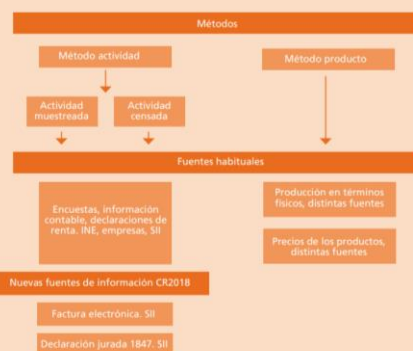 Métodos
Método actividad
Método producto
Actividad
muestreada
Actividad
censada
Fuentes habituales
Encuestas, información
contable, declaraciones de
renta. INE, empresas, SII
Producción en términos
físicos, distintas fuentes
Precios de los productos,
distintas fuentes
Nuevas fuentes de información CR2018
Factura electrónica. SII
Declaración jurada 1847. SII